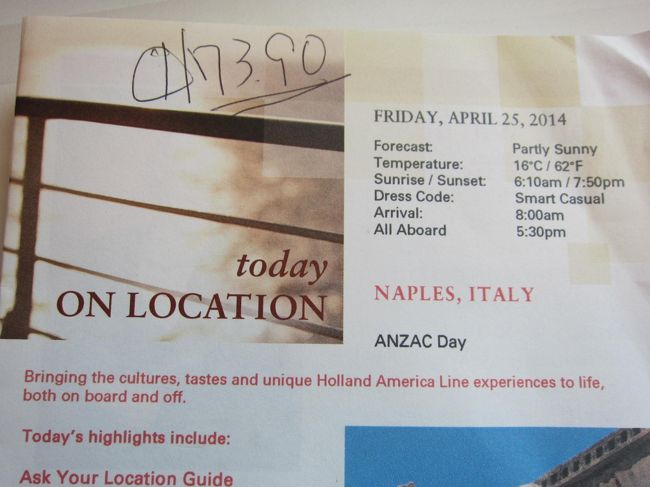 73.90
FRIDAY, APRIL 25, 2014
Forecast: Partly Sunny
Temperature: 16°C / 62°F
Sunrise / Sunset: 6:10am / 7:50pm
Dress Code: Smart Casual
Arrival: 8:00am
All Aboard 5:30pm
today
ON LOCATION
NAPLES, ITALY
ANZAC Day
Bringing the cultures, tastes and unique Holland America Line experiences to life,
both on board and off.
Today's highlights include:
Ask Your Location Guide